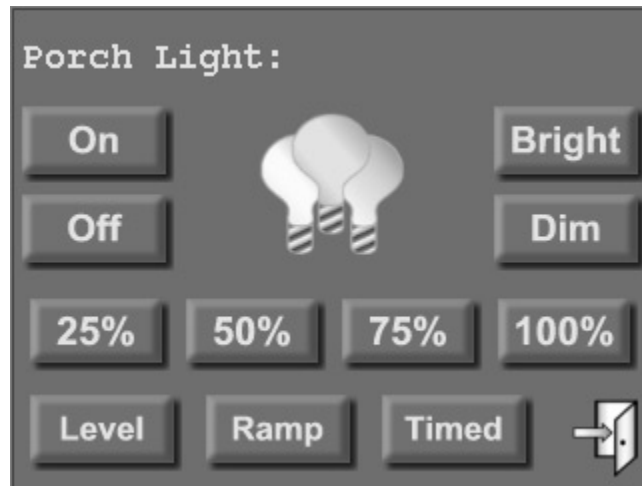 Porch Light:
On
Bright
Off
Dim
25% 50% 75% 100%
Level Ramp Timed